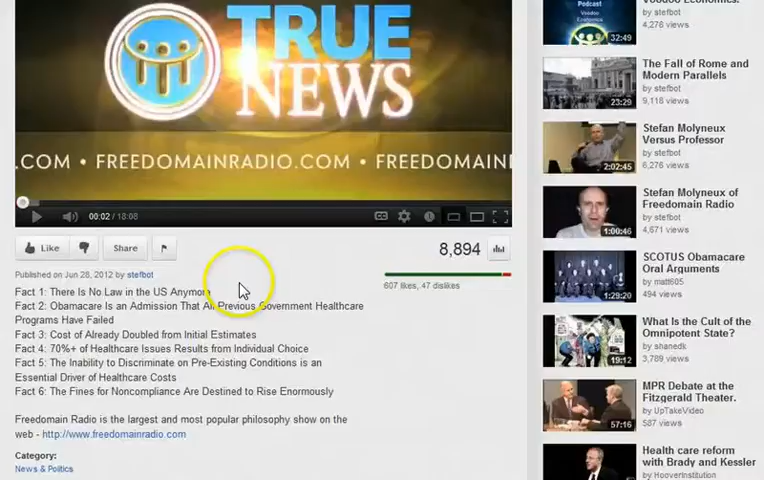 TRUE
NEWS
.COM • FREEDOMAINRADIO.COM • FREEDOMAINI
00:02 / 18:08
CC
Like
Share
8,894
Published on Jun 28, 2012 by stefbot
607 likes, 47 dislikes
Fact 1: There Is No Law in the US Anymore
Fact 2: Obamacare Is an Admission That All Previous Government Healthcare
Programs Have Failed
Fact 3: Cost of Already Doubled from Initial Estimates
Fact 4: 70%+ of Healthcare Issues Results from Individual Choice
Fact 5: The Inability to Discriminate on Pre-Existing Conditions is an
Essential Driver of Healthcare Costs
Fact 6: The Fines for Noncompliance Are Destined to Rise Enormously
Freedomain Radio is the largest and most popular philosophy show on the
web - http://www.freedomainradio.com
Category:
News & Politics
Podcast
Voodoo
Economics
32:49
Voodoo Economics.
by stefbot
4,276 views
23:29
The Fall of Rome and
Modern Parallels
by stefbot
9,118 views
2:02:45
Stefan Molyneux
Versus Professor
by stefbot
6,276 views
1:00:46
Stefan Molyneux of
Freedomain Radio
by stefbot
4,671 views
1:29:20
SCOTUS Obamacare
Oral Arguments
by matt605
494 views
19:12
What Is the Cult of the
Omnipotent State?
by shanedk
3,789 views
57:16
MPR Debate at the
Fitzgerald Theater.
by UpTakeVideo
587 views
Health care reform
with Brady and Kessler
by HooverInstitution